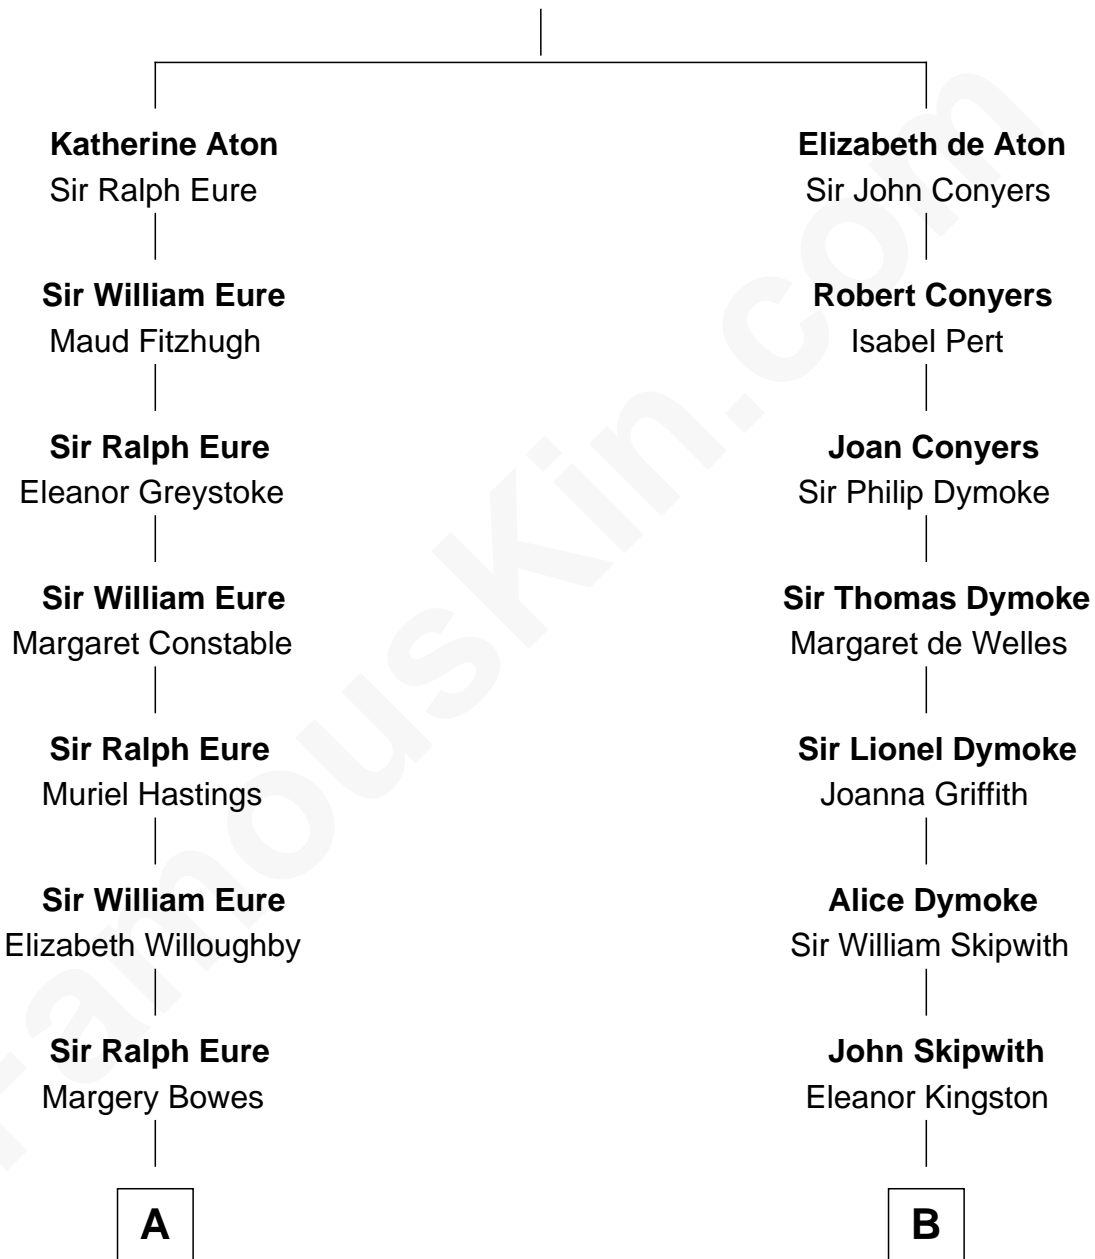 Katherine Aton
Sir Ralph Eure
Sir William Eure
Maud Fitzhugh
Sir Ralph Eure
Eleanor Greystoke
Sir William Eure
Margaret Constable
Sir Ralph Eure
Muriel Hastings
Sir William Eure
Elizabeth Willoughby
Sir Ralph Eure
Margery Bowes
A
Elizabeth de Aton
Sir John Conyers
Robert Conyers
Isabel Pert
Joan Conyers
Sir Philip Dymoke
Sir Thomas Dymoke
Margaret de Welles
Sir Lionel Dymoke
Joanna Griffith
Alice Dymoke
Sir William Skipwith
John Skipwith
Eleanor Kingston
B
FamousKin.com